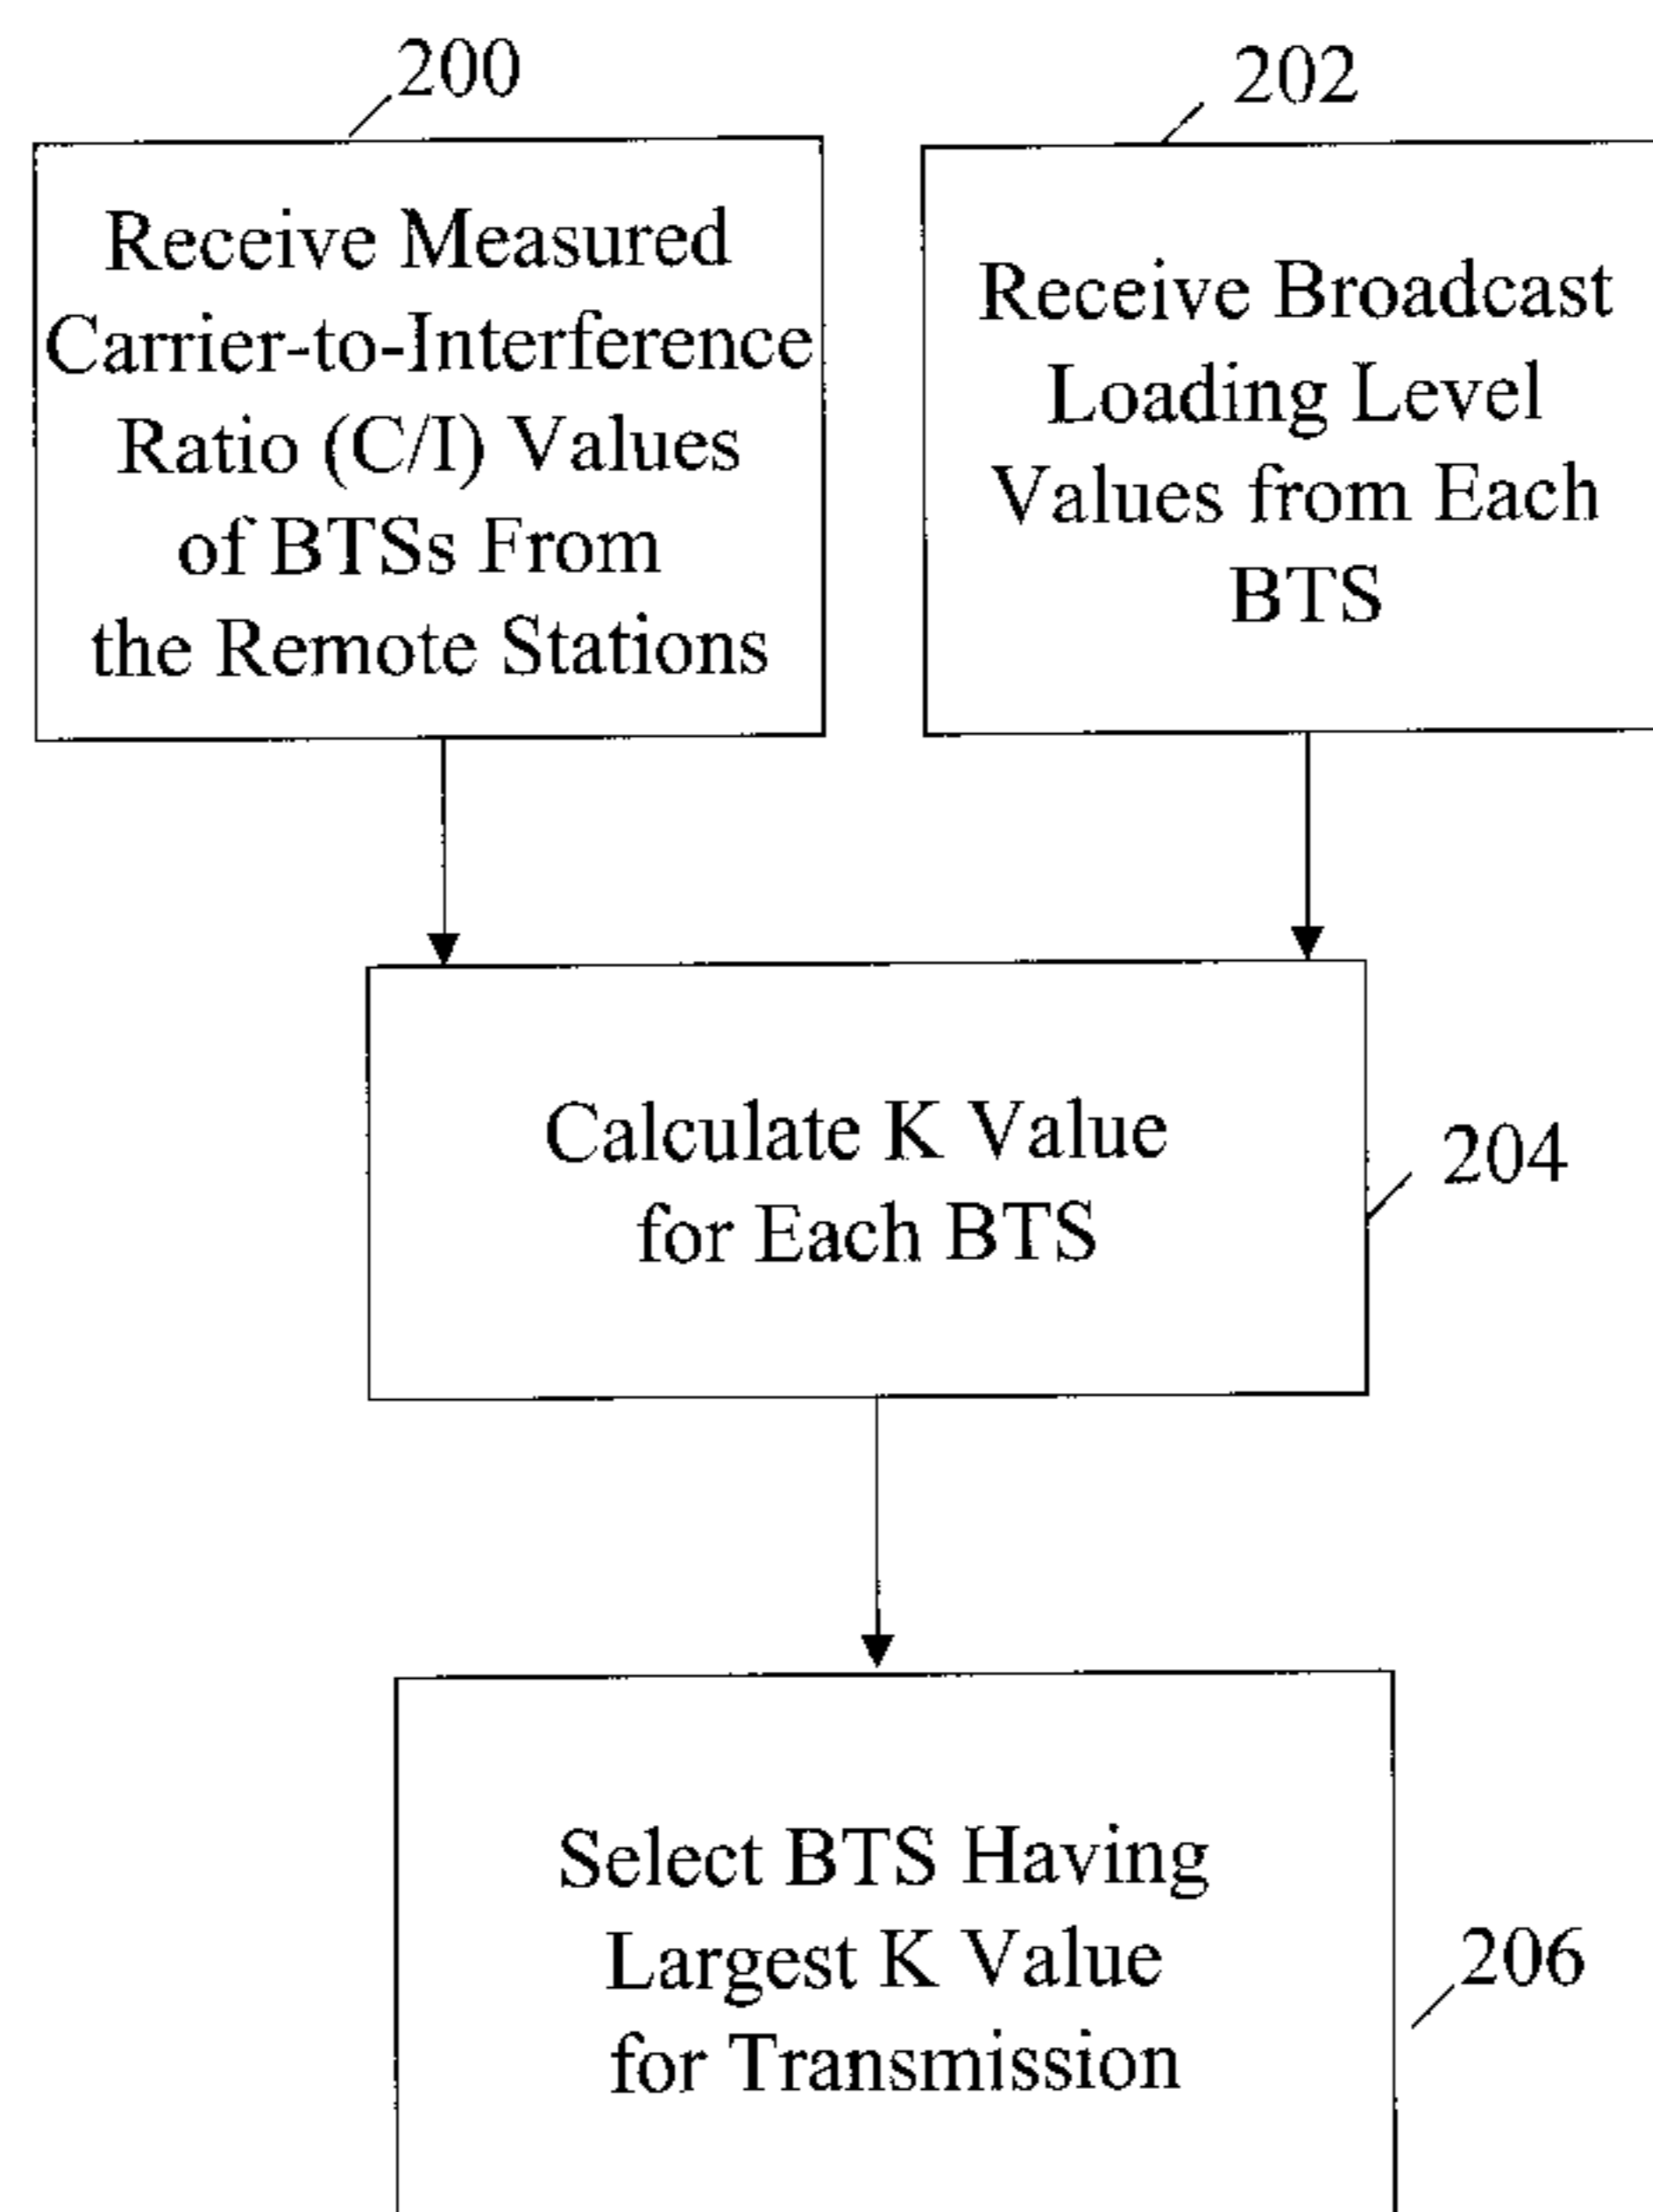 200
Receive Measured
Carrier-to-Interference
Ratio (C/I) Values
of BTSs From
the Remote Stations
202
Receive Broadcast
Loading Level
Values from Each
BTS
Calculate K Value
for Each BTS
204
Select BTS Having
Largest K Value
for Transmission
206